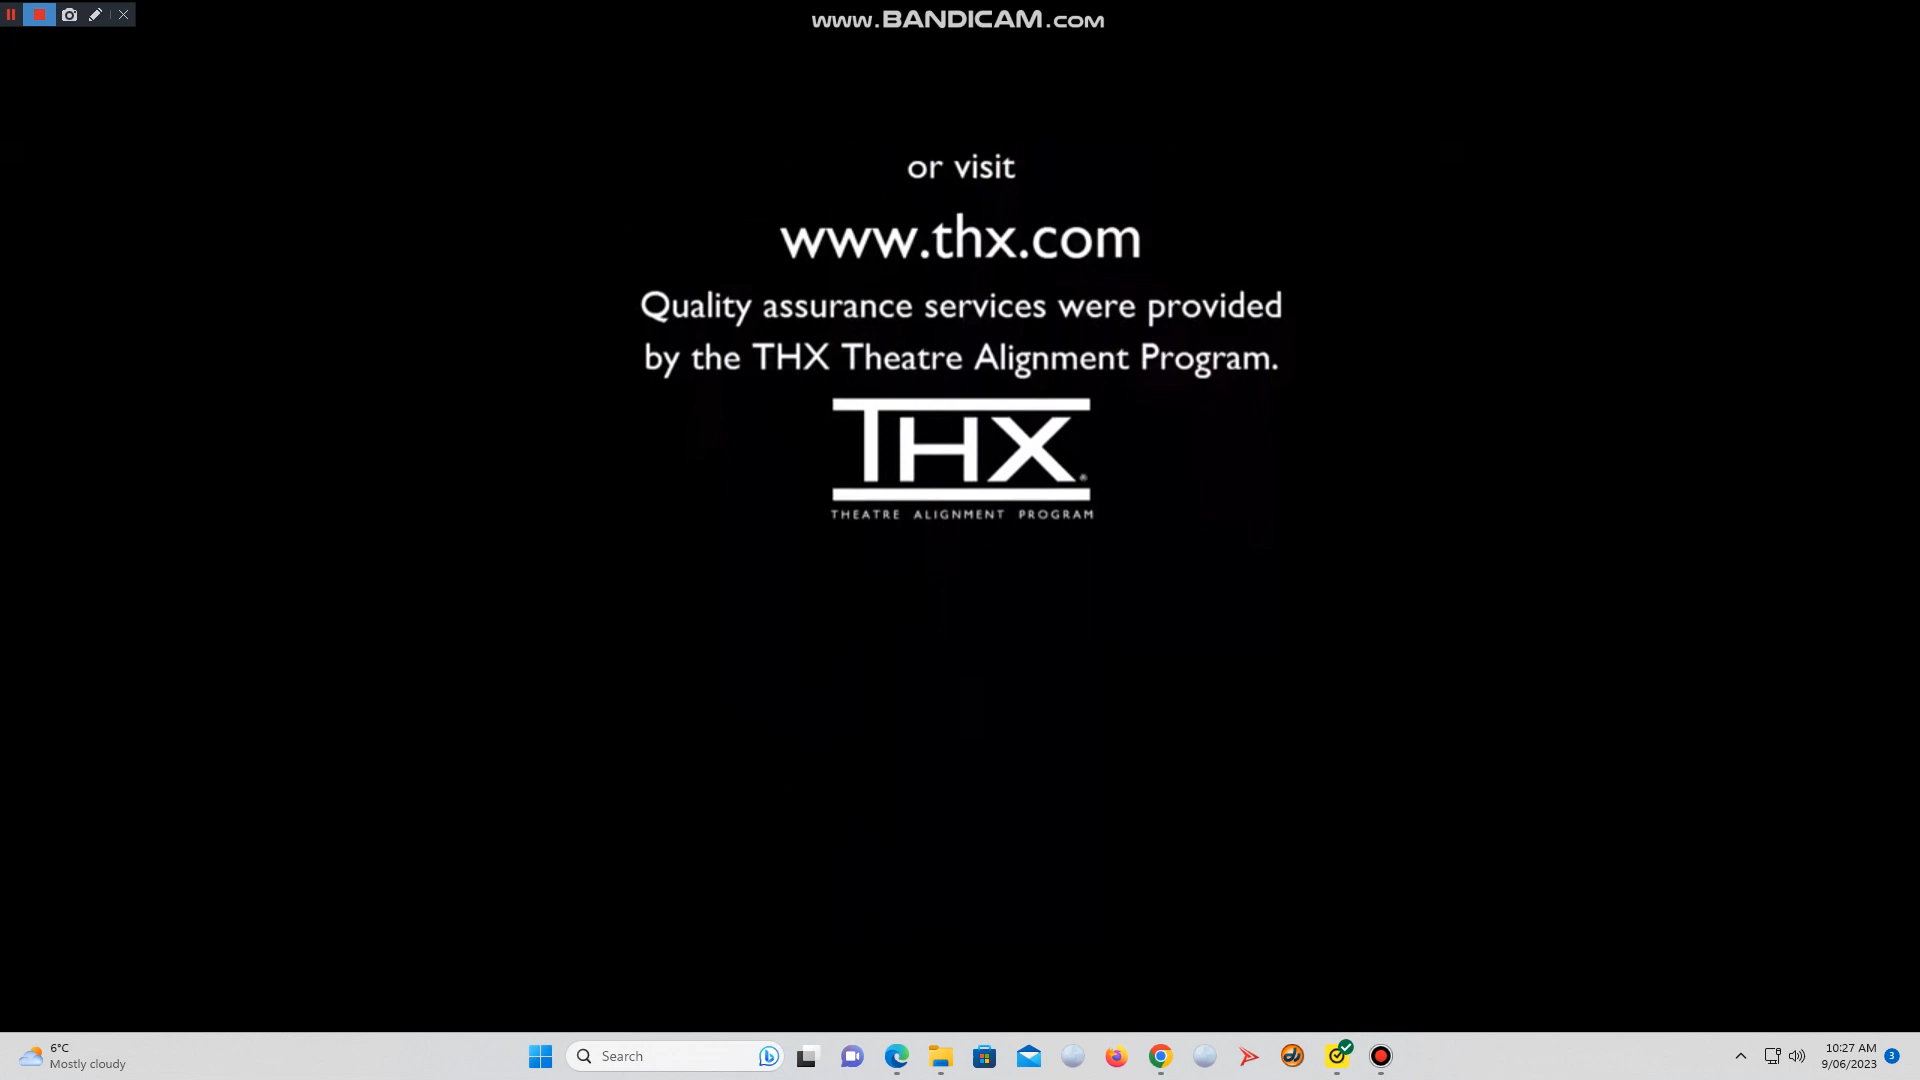 www.BANDICAM.com
or visit
www.thx.com
Quality assurance services were provided
by the THX Theatre Alignment Program.
THX®
THEATRE ALIGNMENT PROGRAM
6°C
Mostly cloudy
Search
10:27 AM
9/06/2023
3